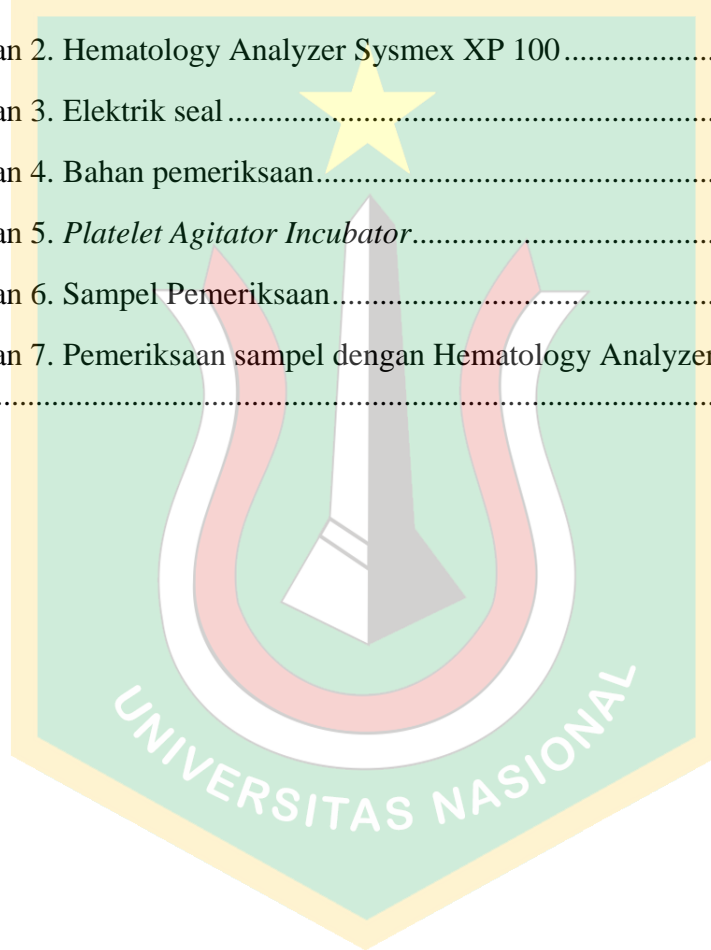 an 2. Hematology Analyzer Sysmex XP 100....................
an 3. Elektrik seal................................................................
an 4. Bahan pemeriksaan.....................................................
an 5. Platelet Agitator Incubator.........................................
an 6. Sampel Pemeriksaan...................................................
an 7. Pemeriksaan sampel dengan Hematology Analyzer
............................................................................................
UNIVERSITAS NASIONAL